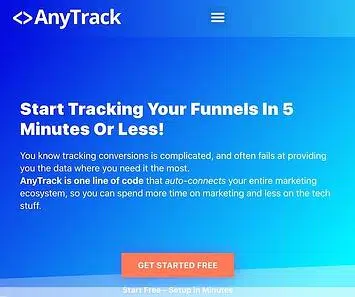 <> AnyTrack
Start Tracking Your Funnels In 5
Minutes Or Less!
You know tracking conversions is complicated, and often fails at providing
you the data where you need it the most.
AnyTrack is one line of code that auto-connects your entire marketing
ecosystem, so you can spend more time on marketing and less on the tech
stuff.
GET STARTED FREE
Start Free – Setup in Minutes